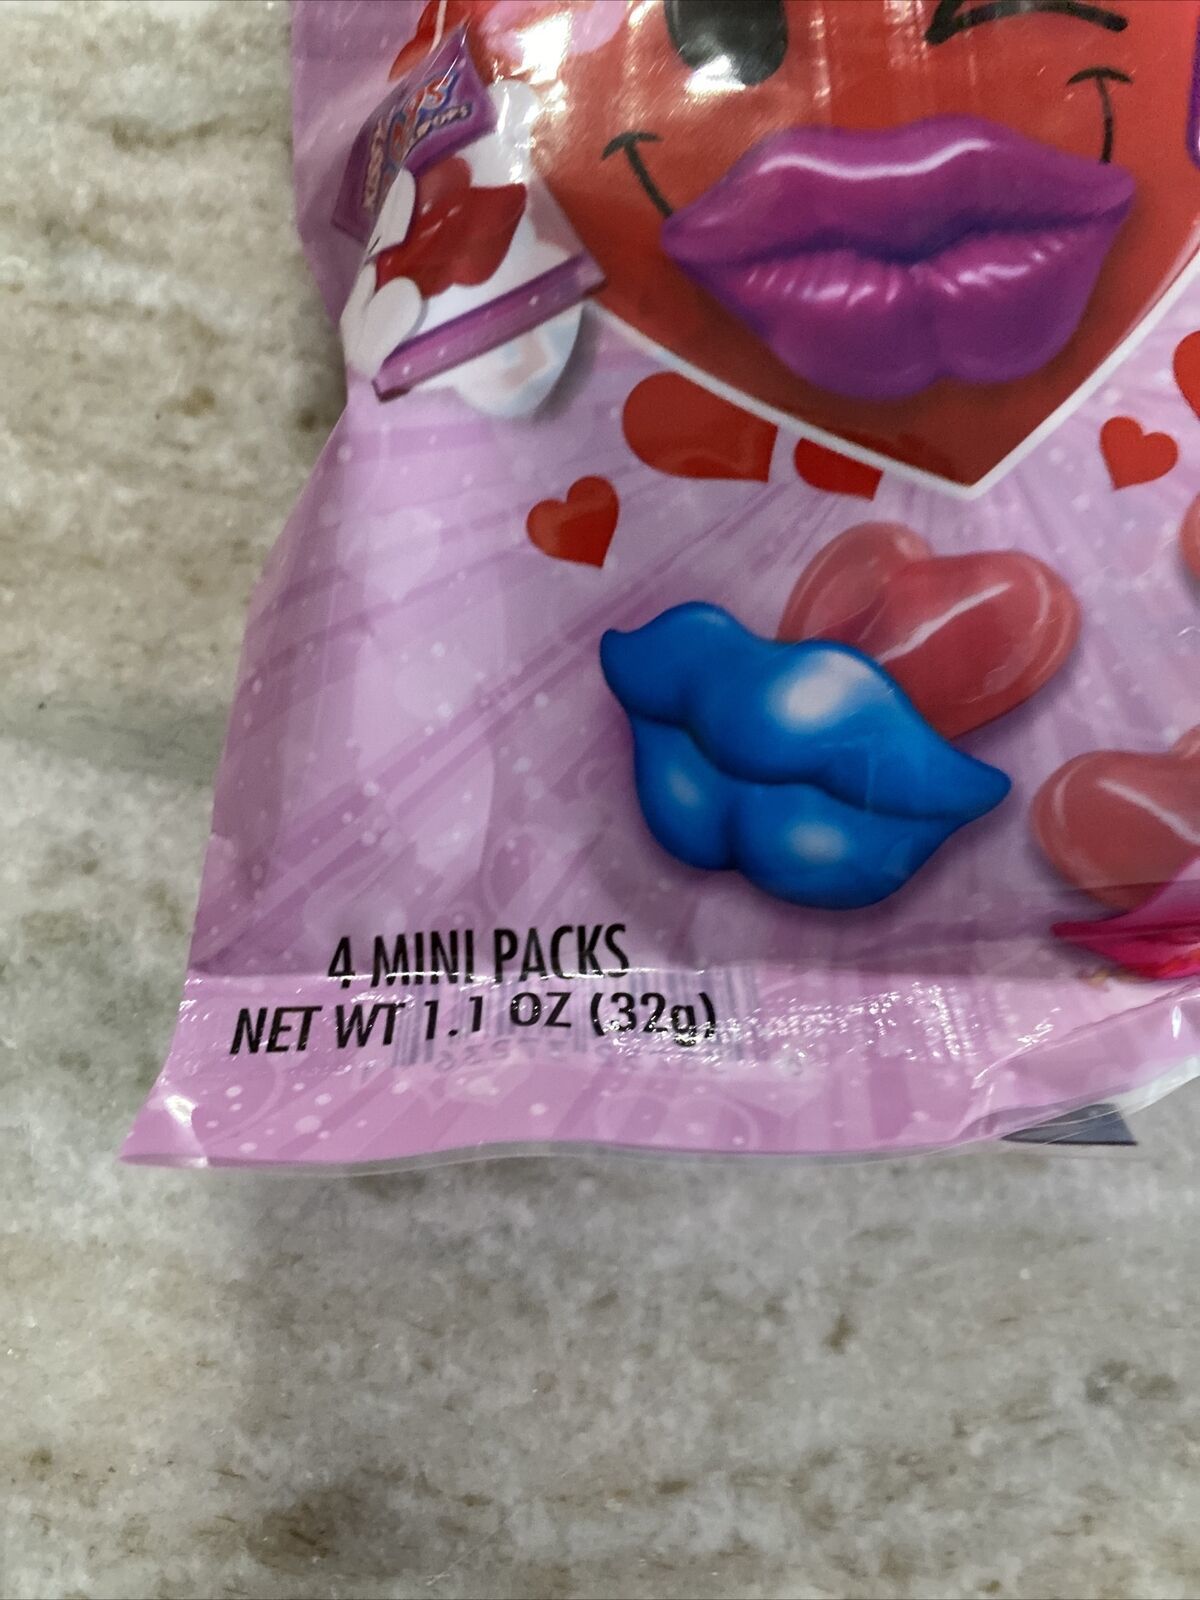 4 MINI PACKS
NET WT 1.1 OZ (32g)